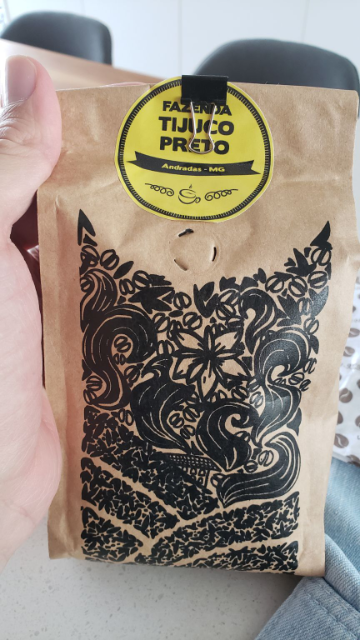 FAZENDA
TIJUCO
PRETO
Andradas - MG